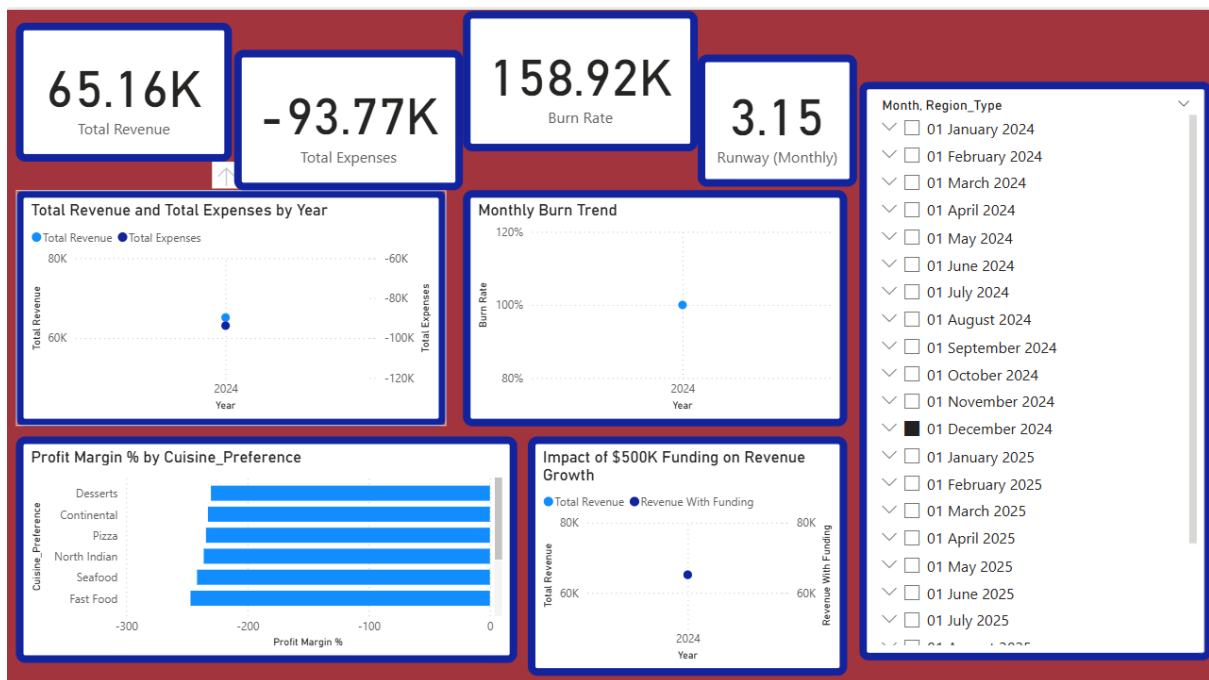 65.16K
Total Revenue
-93.77K
Total Expenses
158.92K
Burn Rate
3.15
Runway (Monthly)
Total Revenue and Total Expenses by Year
Total Revenue Total Expenses
80K
60K
Total Revenue
-60K
-80K
-100K
-120K
Total Expenses
2024
Year
Monthly Burn Trend
120%
100%
80%
Burn Rate
2024
Year
Profit Margin % by Cuisine_Preference
Cuisine_Preference
Desserts
Continental
Pizza
North Indian
Seafood
Fast Food
-300 -200 -100 0
Profit Margin %
Impact of $500K Funding on Revenue
Growth
Total Revenue Revenue With Funding
80K
60K
Total Revenue
80K
60K
Revenue With Funding
2024
Year
Month, Region_Type
01 January 2024
01 February 2024
01 March 2024
01 April 2024
01 May 2024
01 June 2024
01 July 2024
01 August 2024
01 September 2024
01 October 2024
01 November 2024
01 December 2024
01 January 2025
01 February 2025
01 March 2025
01 April 2025
01 May 2025
01 June 2025
01 July 2025